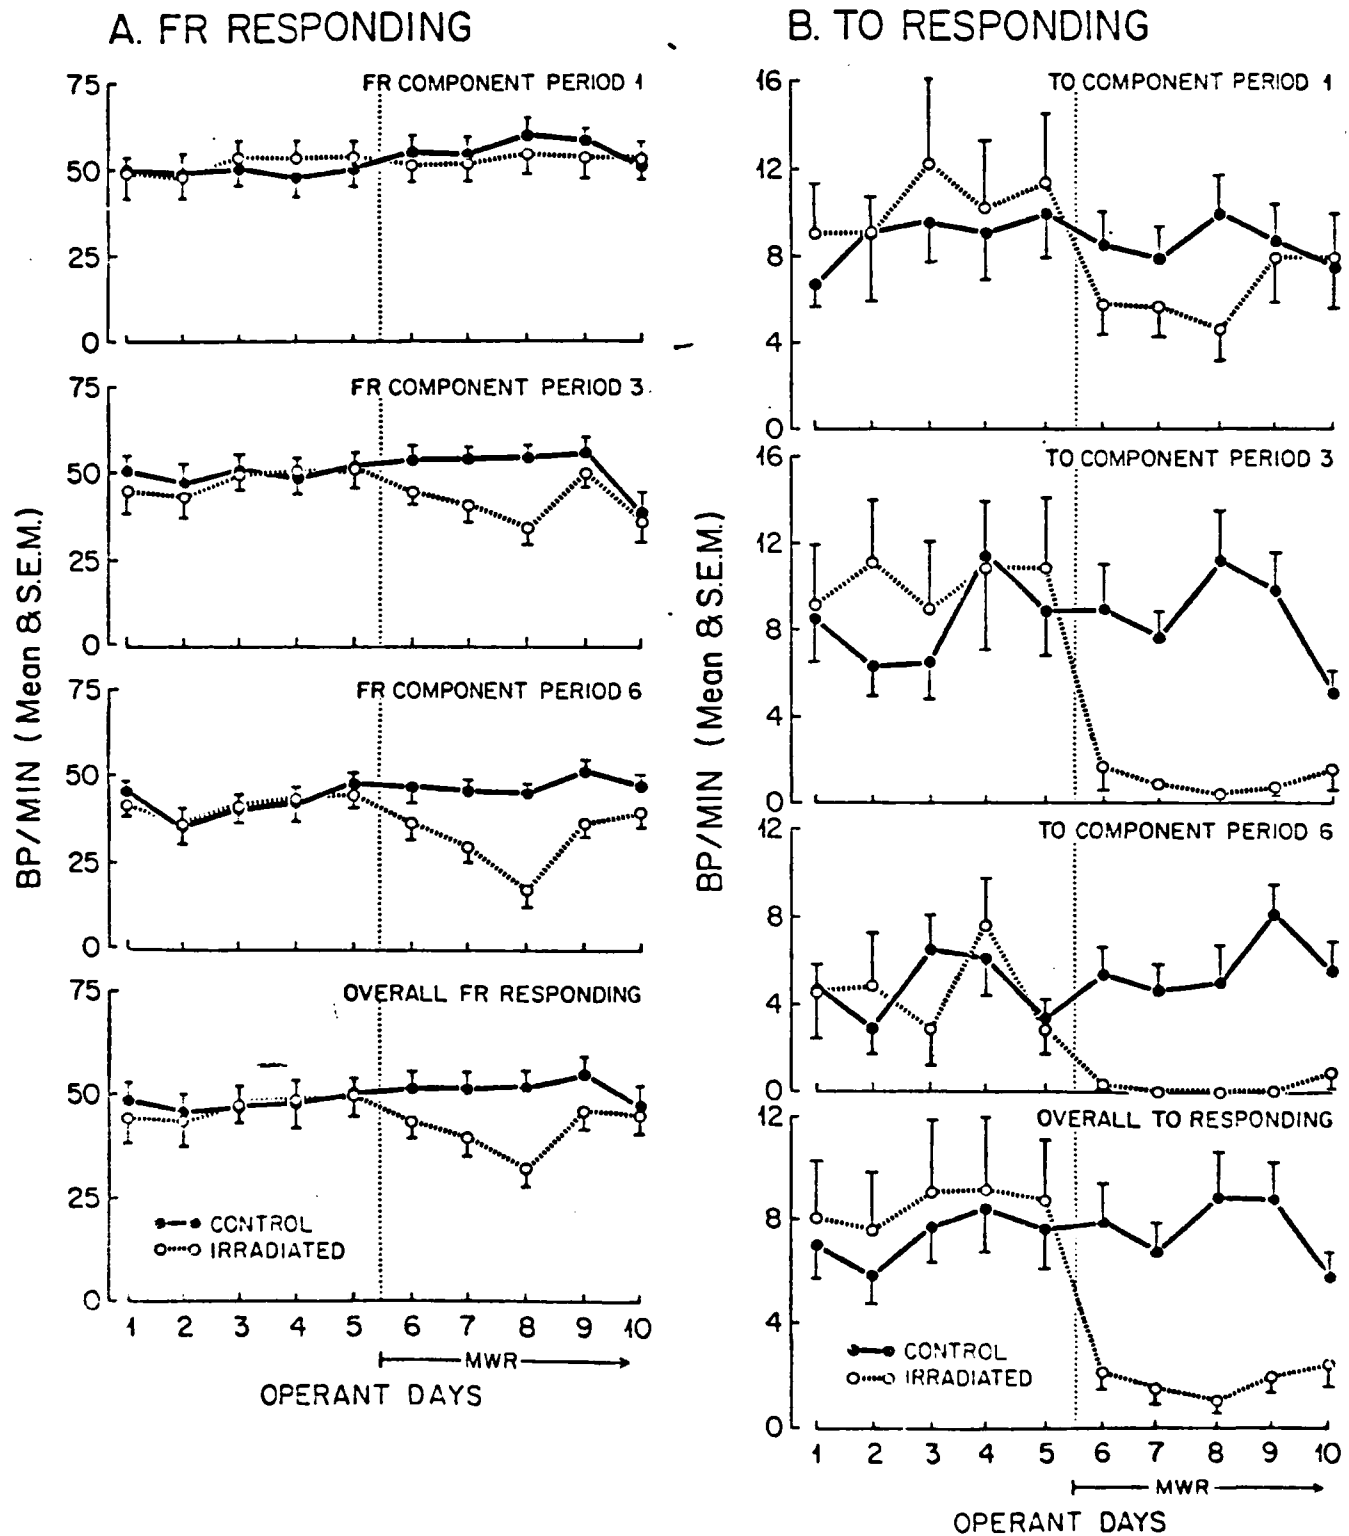 A. FR RESPONDING
BP/MIN (Mean & S.E.M.)
FR COMPONENT PERIOD 1
75
50
25
0
FR COMPONENT PERIOD 3
75
50
25
0
FR COMPONENT PERIOD 6
75
50
25
0
OVERALL FR RESPONDING
75
50
25
0
CONTROL
IRRADIATED
1 2 3 4 5 6 7 8 9 10
MWR
OPERANT DAYS
B. TO RESPONDING
BP/MIN (Mean & S.E.M.)
TO COMPONENT PERIOD 1
16
12
8
4
0
TO COMPONENT PERIOD 3
16
12
8
4
0
TO COMPONENT PERIOD 6
12
8
4
0
OVERALL TO RESPONDING
12
8
4
0
CONTROL
IRRADIATED
1 2 3 4 5 6 7 8 9 10
MWR
OPERANT DAYS